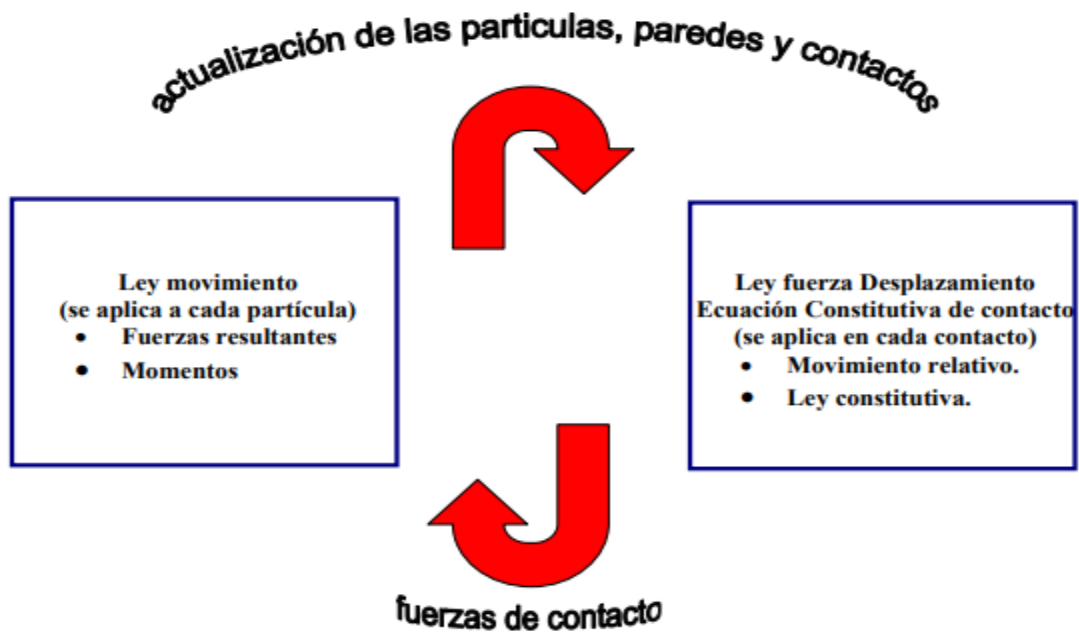 actualización de las particulas, paredes y contactos
Ley movimiento
(se aplica a cada partícula)
• Fuerzas resultantes
• Momentos
Ley fuerza Desplazamiento
Ecuación Constitutiva de contacto
(se aplica en cada contacto)
• Movimiento relativo.
• Ley constitutiva.
fuerzas de contacto